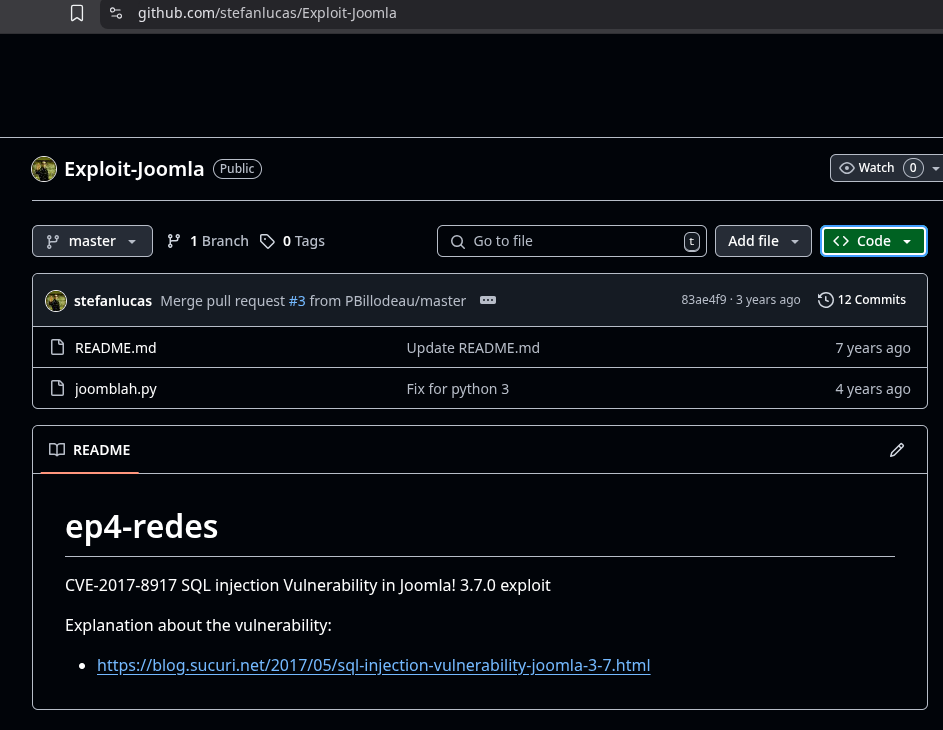 github.com/stefanlucas/Exploit-Joomla
Exploit-Joomla Public Watch 0
master 1 Branch 0 Tags Go to file t Add file <> Code
stefanlucas Merge pull request #3 from PBillodeau/master 83ae4f9 · 3 years ago 12 Commits
README.md Update README.md 7 years ago
joomblah.py Fix for python 3 4 years ago
README
ep4-redes
CVE-2017-8917 SQL injection Vulnerability in Joomla! 3.7.0 exploit
Explanation about the vulnerability:
• https://blog.sucuri.net/2017/05/sql-injection-vulnerability-joomla-3-7.html